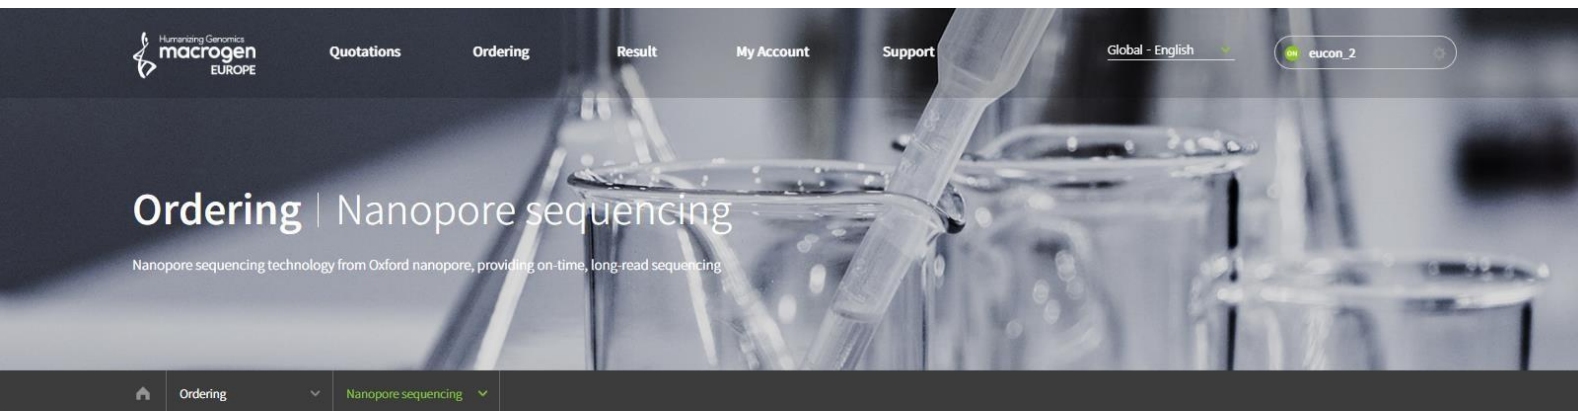 Humanizing Genomics
macrogen
EUROPE
Quotations
Ordering
Result
My Account
Support
Global - English
ON
eucon_2
Ordering | Nanopore sequencing
Nanopore sequencing technology from Oxford nanopore, providing on-time, long-read sequencing
Ordering
Nanopore sequencing